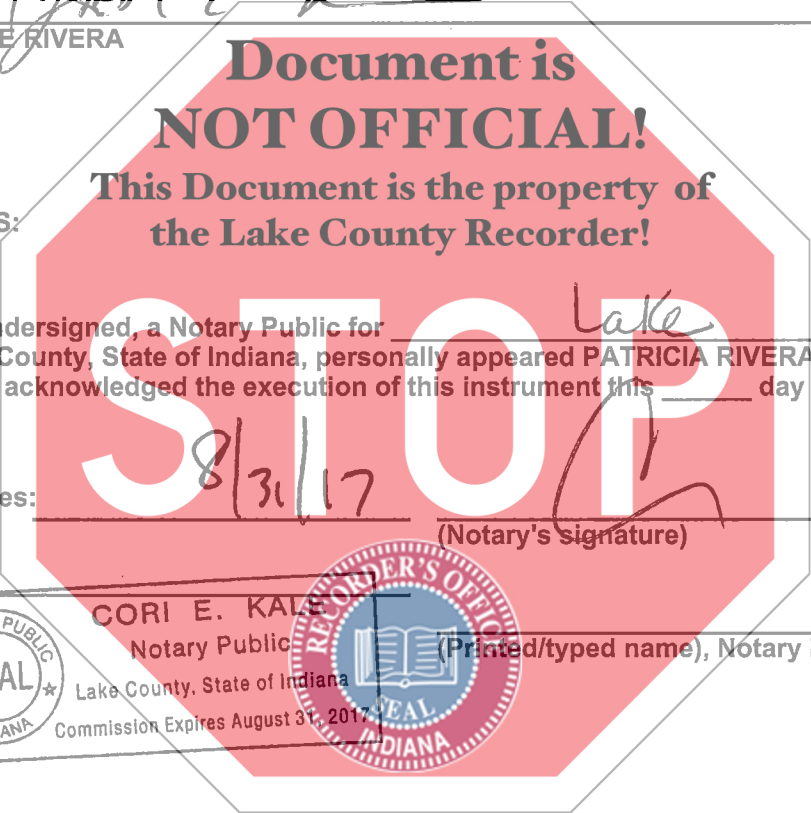 E RIVERA
Document is
NOT OFFICIAL!
This Document is the property of
the Lake County Recorder!
S:
STOP
ndersigned, a Notary Public for Lake
County, State of Indiana, personally appeared PATRICIA RIVERA
acknowledged the execution of this instrument this ______ day
es: 8/31/17
(Notary's signature)
CORI E. KALE
Notary Public
Lake County, State of Indiana
Commission Expires August 31, 2017
PUBLIC
AL
ANA
RECORDER'S OFFICE
SEAL
INDIANA
(Printed/typed name), Notary